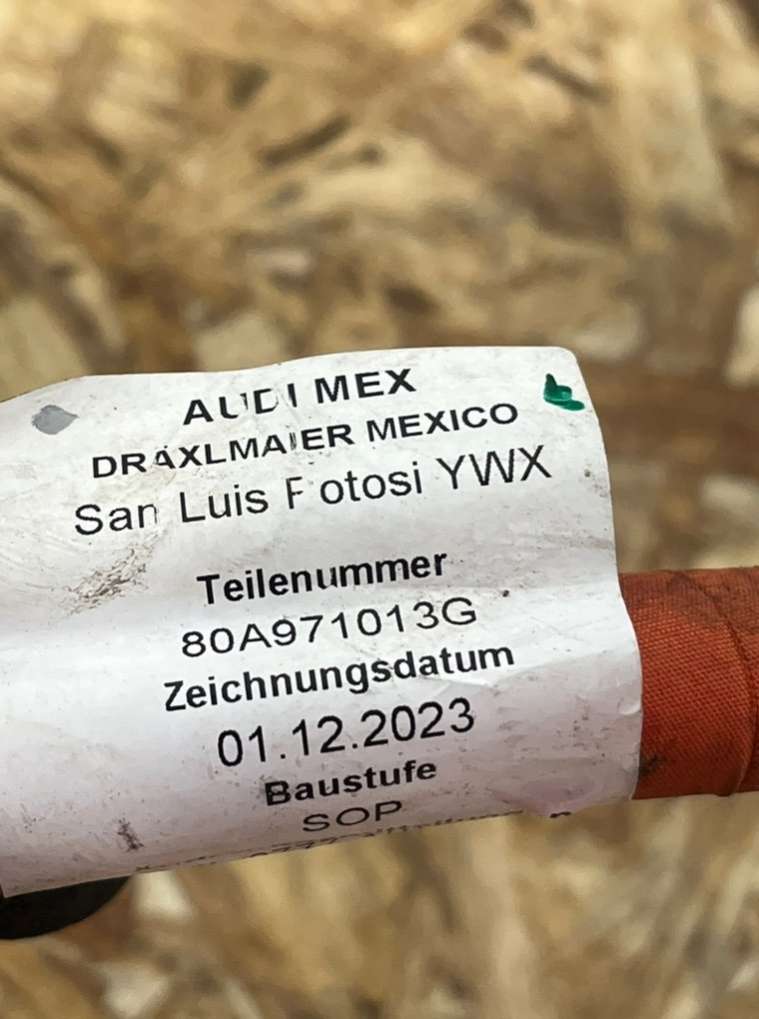 AUDI MEX
DRÄXLMAIER MEXICO
San Luis Potosi YWX
Teilenummer
80A971013G
Zeichnungsdatum
01.12.2023
Baustufe
SOP